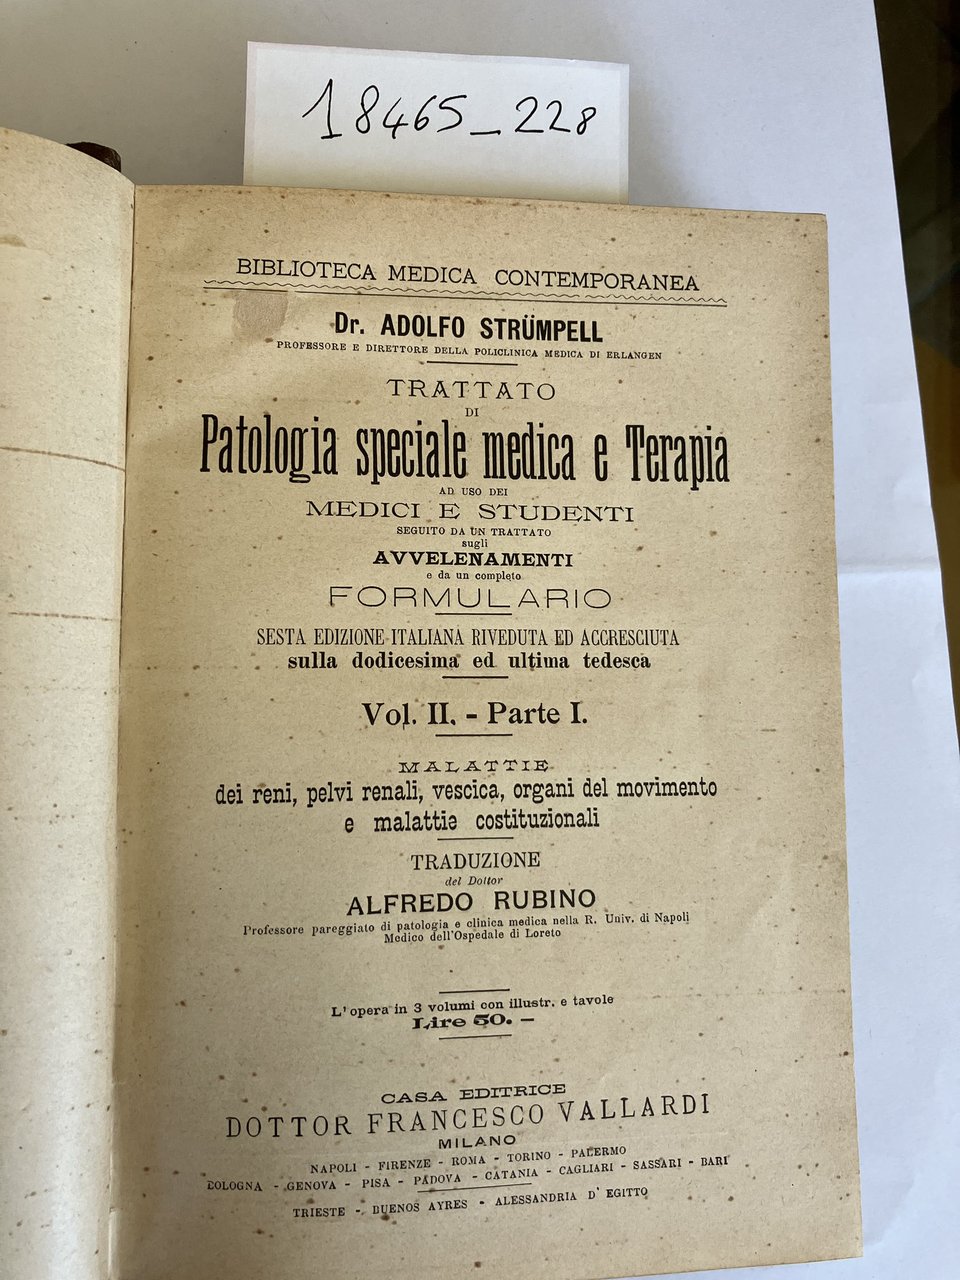 18465_228
BIBLIOTECA MEDICA CONTEMPORANEA
Dr. ADOLFO STRÜMPELL
PROFESSORE E DIRETTORE DELLA POLICLINICA MEDICA DI ERLANGEN
TRATTATO
DI
Patologia speciale medica e Terapia
AD USO DEI
MEDICI E STUDENTI
SEGUITO DA UN TRATTATO
sugli
AVVELENAMENTI
e da un completo
FORMULARIO
SESTA EDIZIONE ITALIANA RIVEDUTA ED ACCRESCIUTA
sulla dodicesima ed ultima tedesca
Vol. II. - Parte I.
MALATTIE
dei reni, pelvi renali, vescica, organi del movimento
e malattie costituzionali
TRADUZIONE
del Dottor
ALFREDO RUBINO
Professore pareggiato di patologia e clinica medica nella R. Univ. di Napoli
Medico dell'Ospedale di Loreto
L'opera in 3 volumi con illustr. e tavole
Lire 50. —
CASA EDITRICE
DOTTOR FRANCESCO VALLARDI
MILANO
NAPOLI - FIRENZE - ROMA - TORINO - PALERMO
BOLOGNA - GENOVA - PISA - PADOVA - CATANIA - CAGLIARI - SASSARI - BARI
TRIESTE - BUENOS AYRES - ALESSANDRIA D'EGITTO